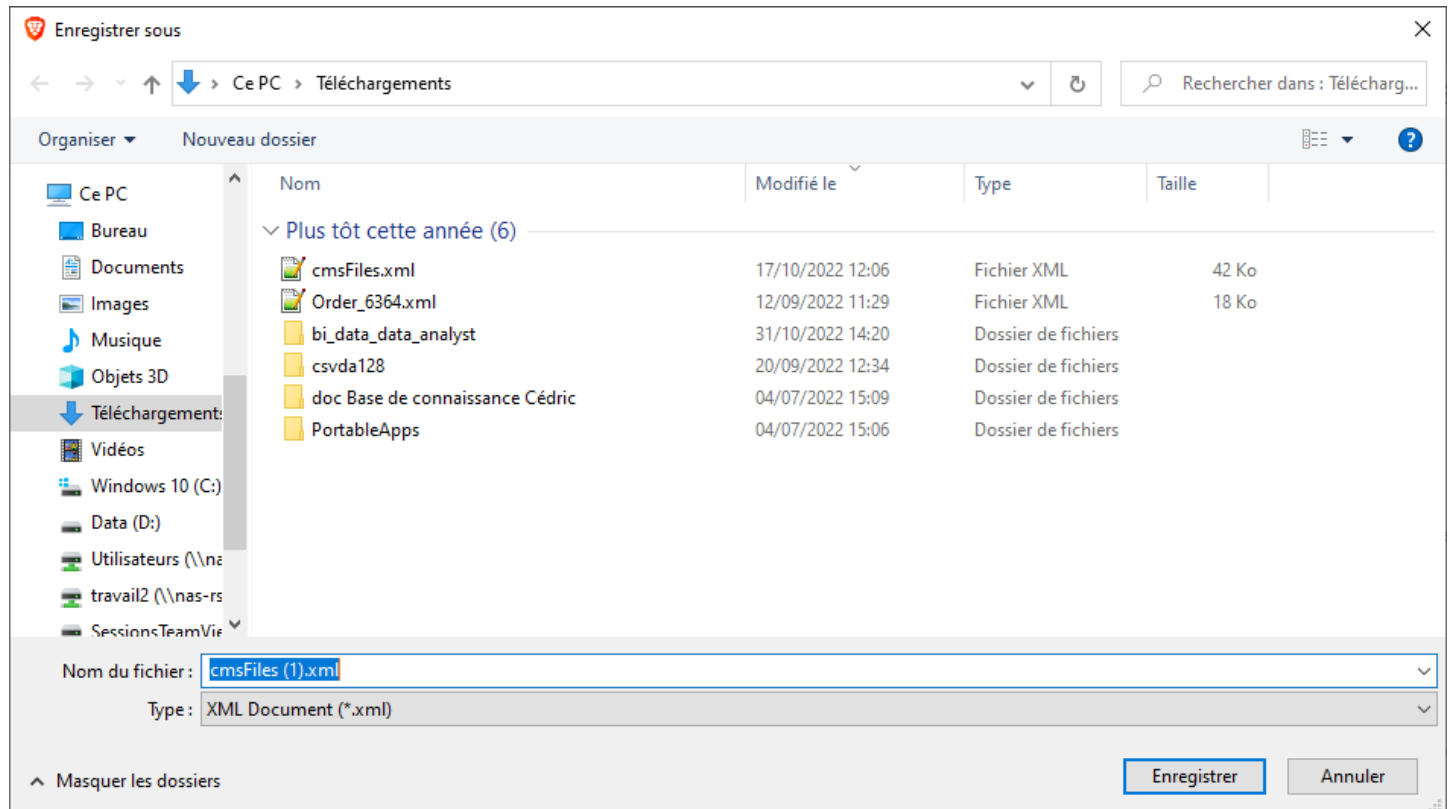 Enregistrer sous
Ce PC > Téléchargements
Rechercher dans : Télécharg...
Organiser Nouveau dossier
Nom Modifié le Type Taille
Ce PC
Bureau
Documents
Images
Musique
Objets 3D
Téléchargements
Vidéos
Windows 10 (C:)
Data (D:)
Utilisateurs (\\na
travail2 (\\nas-rs
SessionsTeamVie
Plus tôt cette année (6)
cmsFiles.xml 17/10/2022 12:06 Fichier XML 42 Ko
Order_6364.xml 12/09/2022 11:29 Fichier XML 18 Ko
bi_data_data_analyst 31/10/2022 14:20 Dossier de fichiers
csvda128 20/09/2022 12:34 Dossier de fichiers
doc Base de connaissance Cédric 04/07/2022 15:09 Dossier de fichiers
PortableApps 04/07/2022 15:06 Dossier de fichiers
Nom du fichier : cmsFiles (1).xml
Type : XML Document (*.xml)
Masquer les dossiers
Enregistrer Annuler